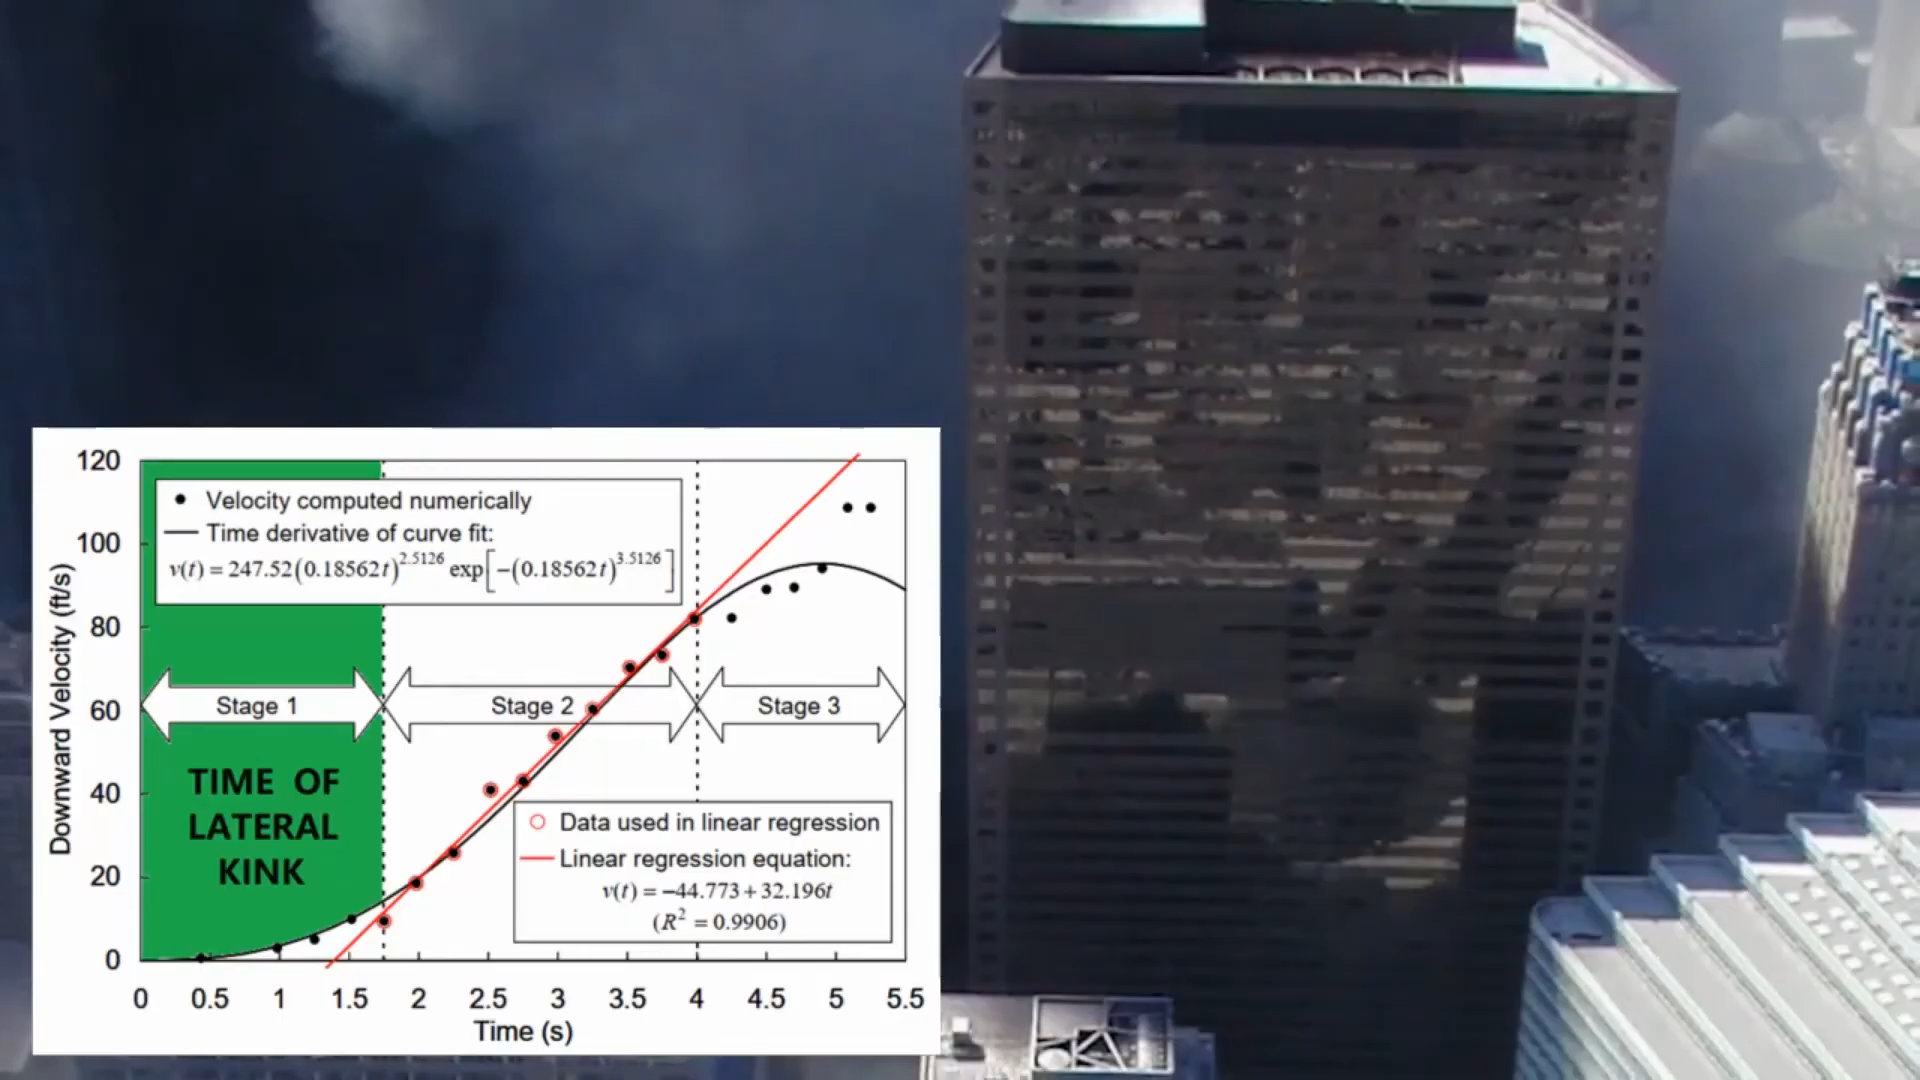 120
100
80
60
40
20
0
Downward Velocity (ft/s)
Velocity computed numerically
Time derivative of curve fit:
v(t) = 247.52(0.18562t)^2.5126 exp[−(0.18562t)^3.5126]
Stage 1
Stage 2
Stage 3
TIME OF
LATERAL
KINK
Data used in linear regression
Linear regression equation:
v(t) = −44.773 + 32.196t
(R² = 0.9906)
0 0.5 1 1.5 2 2.5 3 3.5 4 4.5 5 5.5
Time (s)